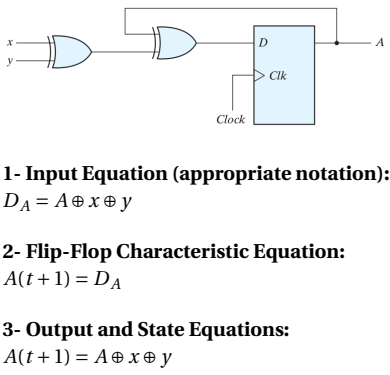 x
y
D
A
Clk
Clock
1- Input Equation (appropriate notation):
D_A = A ⊕ x ⊕ y
2- Flip-Flop Characteristic Equation:
A(t + 1) = D_A
3- Output and State Equations:
A(t + 1) = A ⊕ x ⊕ y